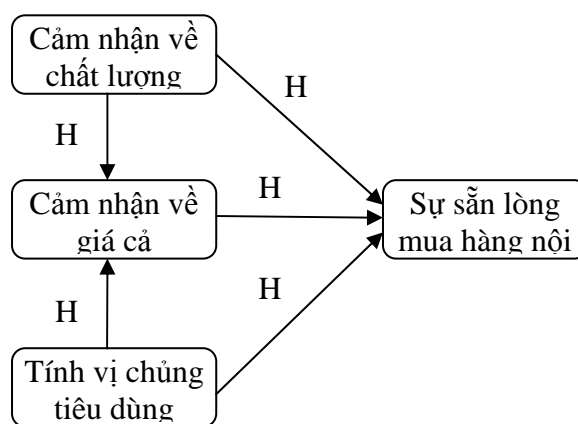 Cảm nhận về
chất lượng
H
H
Cảm nhận về
giá cả
H
Sự sẵn lòng
mua hàng nội
H
H
Tính vị chủng
tiêu dùng